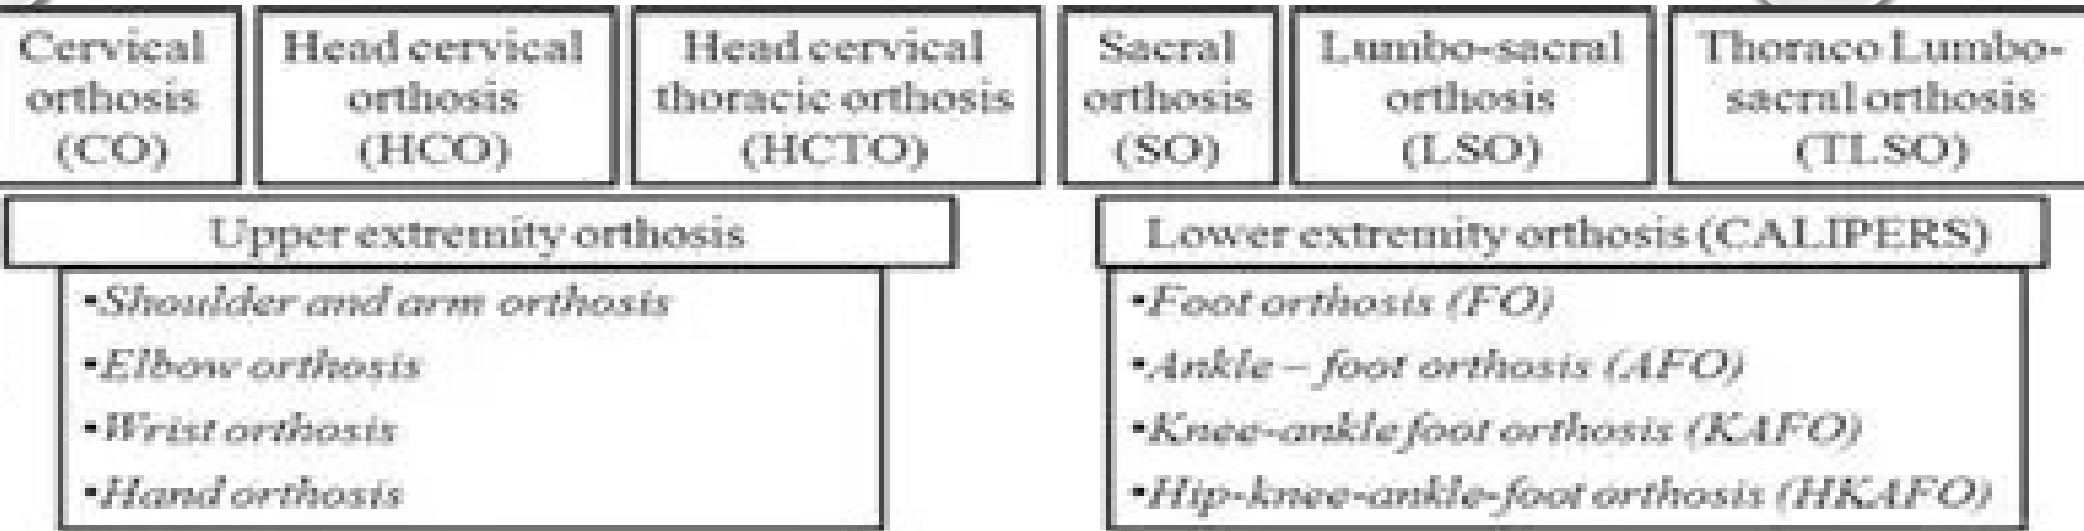 Cervical
orthosis
(CO)
Head cervical
orthosis
(HCO)
Head cervical
thoracic orthosis
(HCTO)
Sacral
orthosis
(SO)
Lumbo-sacral
orthosis
(LSO)
Thoraco Lumbo-
sacral orthosis
(TLSO)
Upper extremity orthosis
•Shoulder and arm orthosis
•Elbow orthosis
•Wrist orthosis
•Hand orthosis
Lower extremity orthosis (CALIPERS)
•Foot orthosis (FO)
•Ankle – foot orthosis (AFO)
•Knee-ankle foot orthosis (KAFO)
•Hip-knee-ankle-foot orthosis (HKAFO)